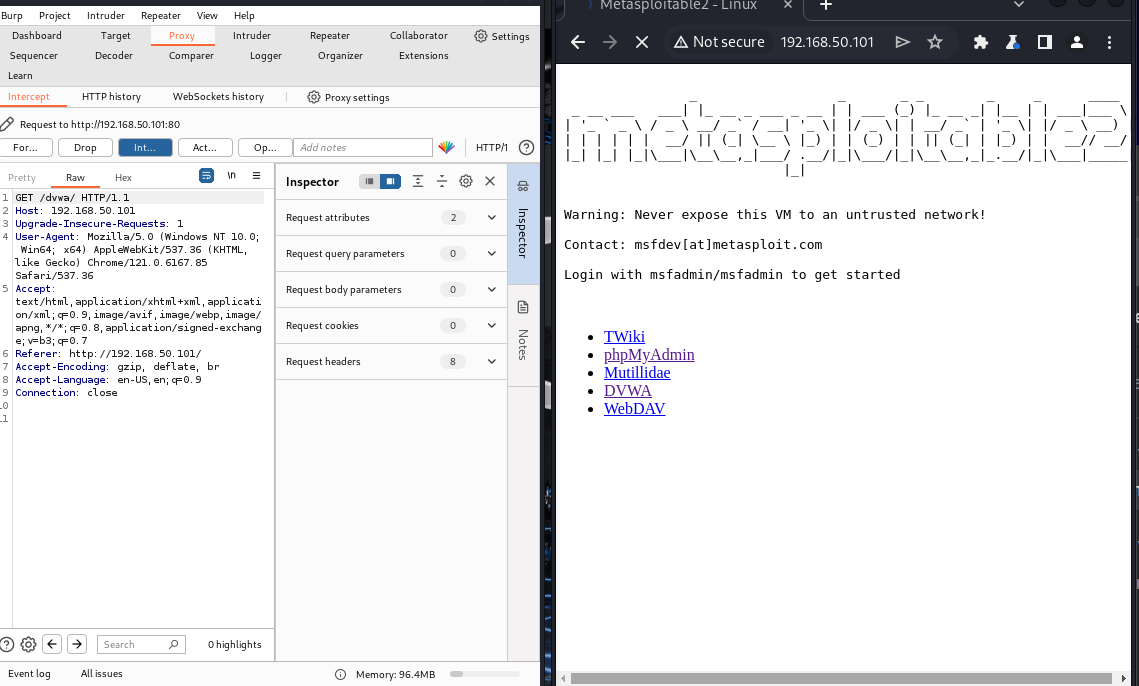 Burp Project Intruder Repeater View Help
Dashboard Target Proxy Intruder Repeater Collaborator Settings
Sequencer Decoder Comparer Logger Organizer Extensions
Learn
Intercept HTTP history WebSockets history Proxy settings
Request to http://192.168.50.101:80
For... Drop Int... Act... Op... Add notes HTTP/1
Pretty Raw Hex \n
1 GET /dvwa/ HTTP/1.1
2 Host: 192.168.50.101
3 Upgrade-Insecure-Requests: 1
4 User-Agent: Mozilla/5.0 (Windows NT 10.0;
Win64; x64) AppleWebKit/537.36 (KHTML,
like Gecko) Chrome/121.0.6167.85
Safari/537.36
5 Accept:
text/html,application/xhtml+xml,applicati
on/xml;q=0.9,image/avif,image/webp,image/
apng,*/*;q=0.8,application/signed-exchang
e;v=b3;q=0.7
6 Referer: http://192.168.50.101/
7 Accept-Encoding: gzip, deflate, br
8 Accept-Language: en-US,en;q=0.9
9 Connection: close
10
11
Inspector
Request attributes 2
Request query parameters 0
Request body parameters 0
Request cookies 0
Request headers 8
Inspector
Notes
Search 0 highlights
Event log All issues Memory: 96.4MB
Metasploitable2 - Linux
Not secure 192.168.50.101
metasploitable2
Warning: Never expose this VM to an untrusted network!
Contact: msfdev[at]metasploit.com
Login with msfadmin/msfadmin to get started
TWiki
phpMyAdmin
Mutillidae
DVWA
WebDAV